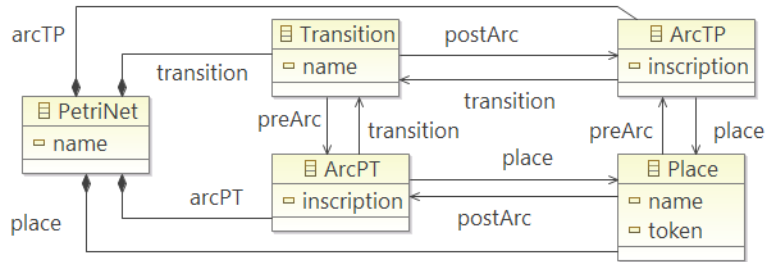 arcTP
Transition
name
postArc
ArcTP
inscription
transition
transition
PetriNet
name
preArc
transition
preArc
place
ArcPT
inscription
place
Place
name
token
arcPT
postArc
place